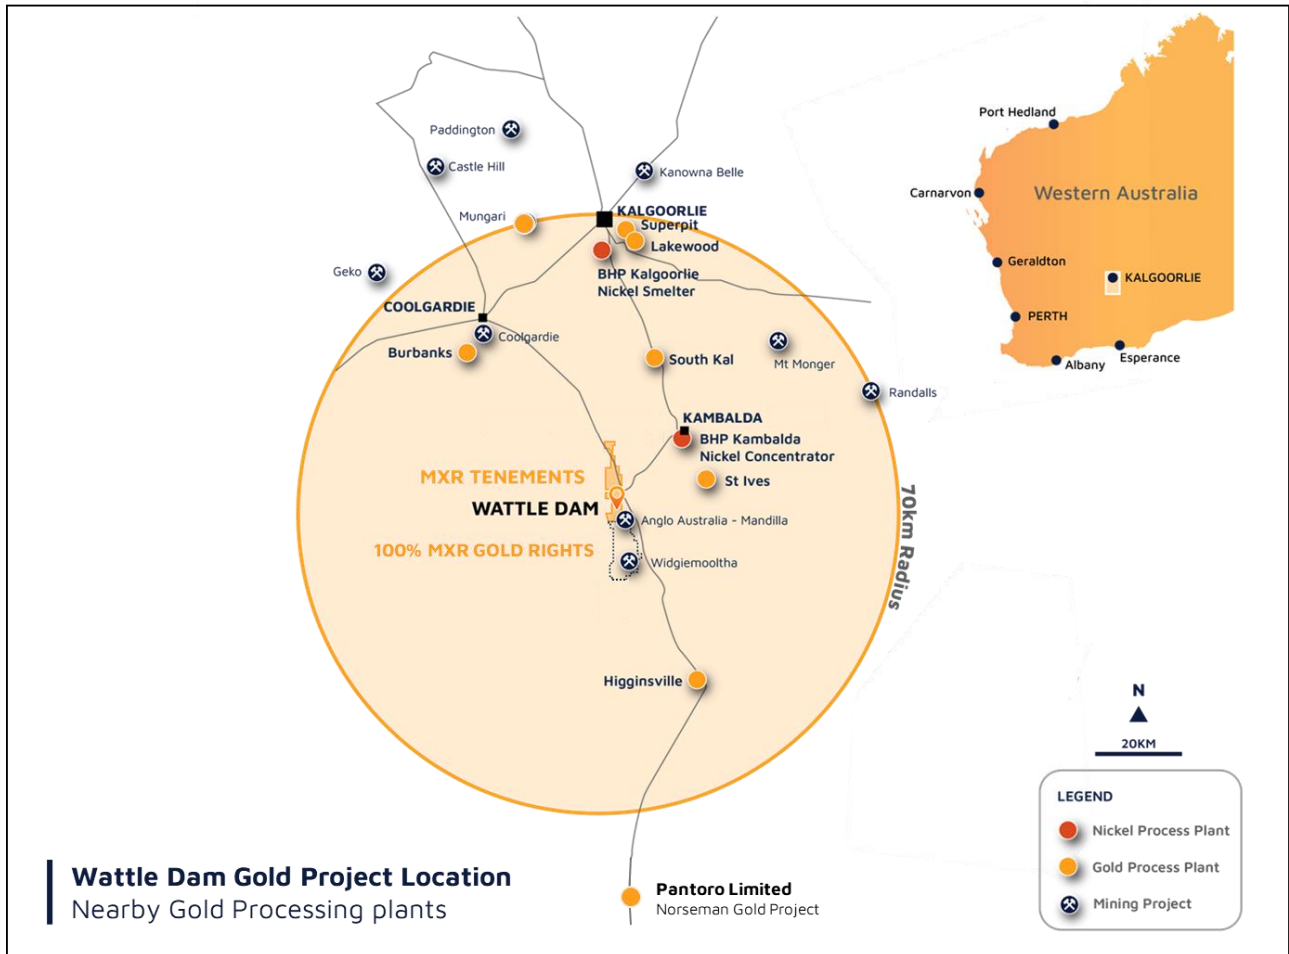 Paddington
Castle Hill
Kanowna Belle
Mungari
KALGOORLIE
Superpit
Lakewood
BHP Kalgoorlie
Nickel Smelter
Geko
COOLGARDIE
Coolgardie
Burbanks
South Kal
Mt Monger
Randalls
KAMBALDA
BHP Kambalda
Nickel Concentrator
MXR TENEMENTS
St Ives
WATTLE DAM
Anglo Australia - Mandilla
100% MXR GOLD RIGHTS
Widgiemooltha
70km Radius
Higginsville
Pantoro Limited
Norseman Gold Project
Port Hedland
Western Australia
Carnarvon
Geraldton
KALGOORLIE
PERTH
Esperance
Albany
N
20KM
LEGEND
Nickel Process Plant
Gold Process Plant
Mining Project
Wattle Dam Gold Project Location
Nearby Gold Processing plants